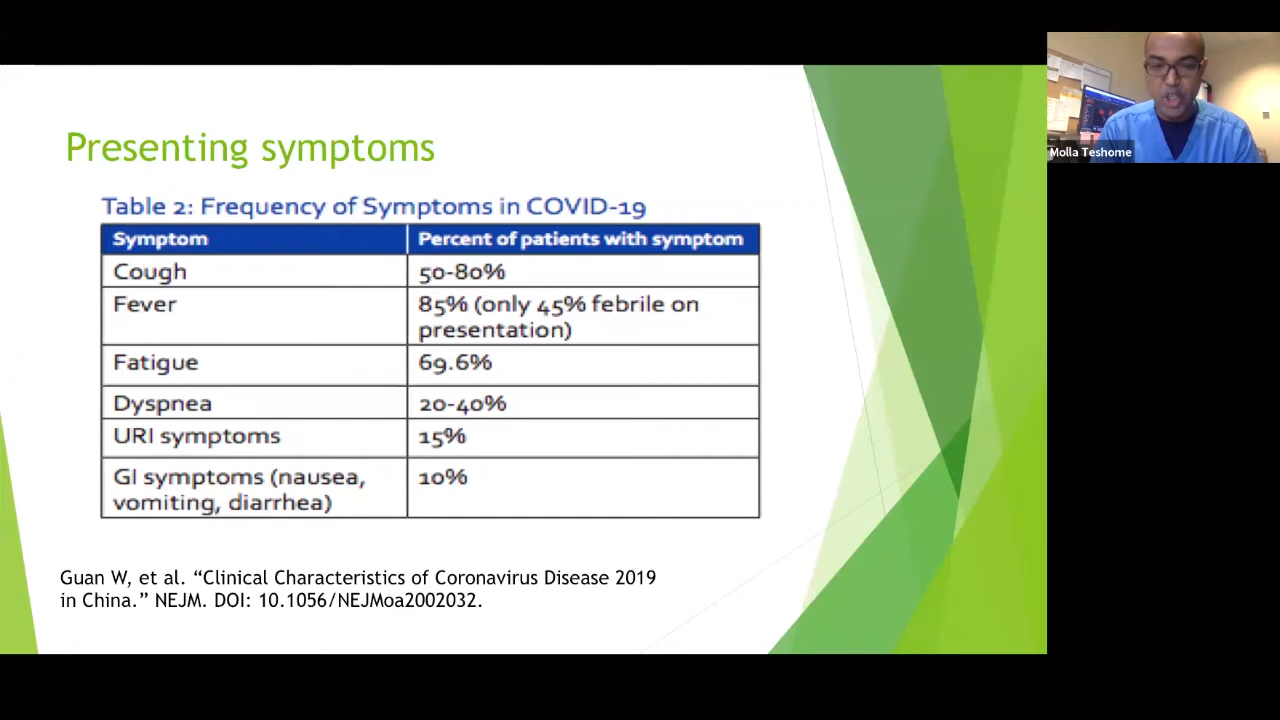 Presenting symptoms
Table 2: Frequency of Symptoms in COVID-19
Symptom Percent of patients with symptom
Cough 50-80%
Fever 85% (only 45% febrile on
presentation)
Fatigue 69.6%
Dyspnea 20-40%
URI symptoms 15%
GI symptoms (nausea, 10%
vomiting, diarrhea)
Guan W, et al. “Clinical Characteristics of Coronavirus Disease 2019
in China.” NEJM. DOI: 10.1056/NEJMoa2002032.
Molla Teshome